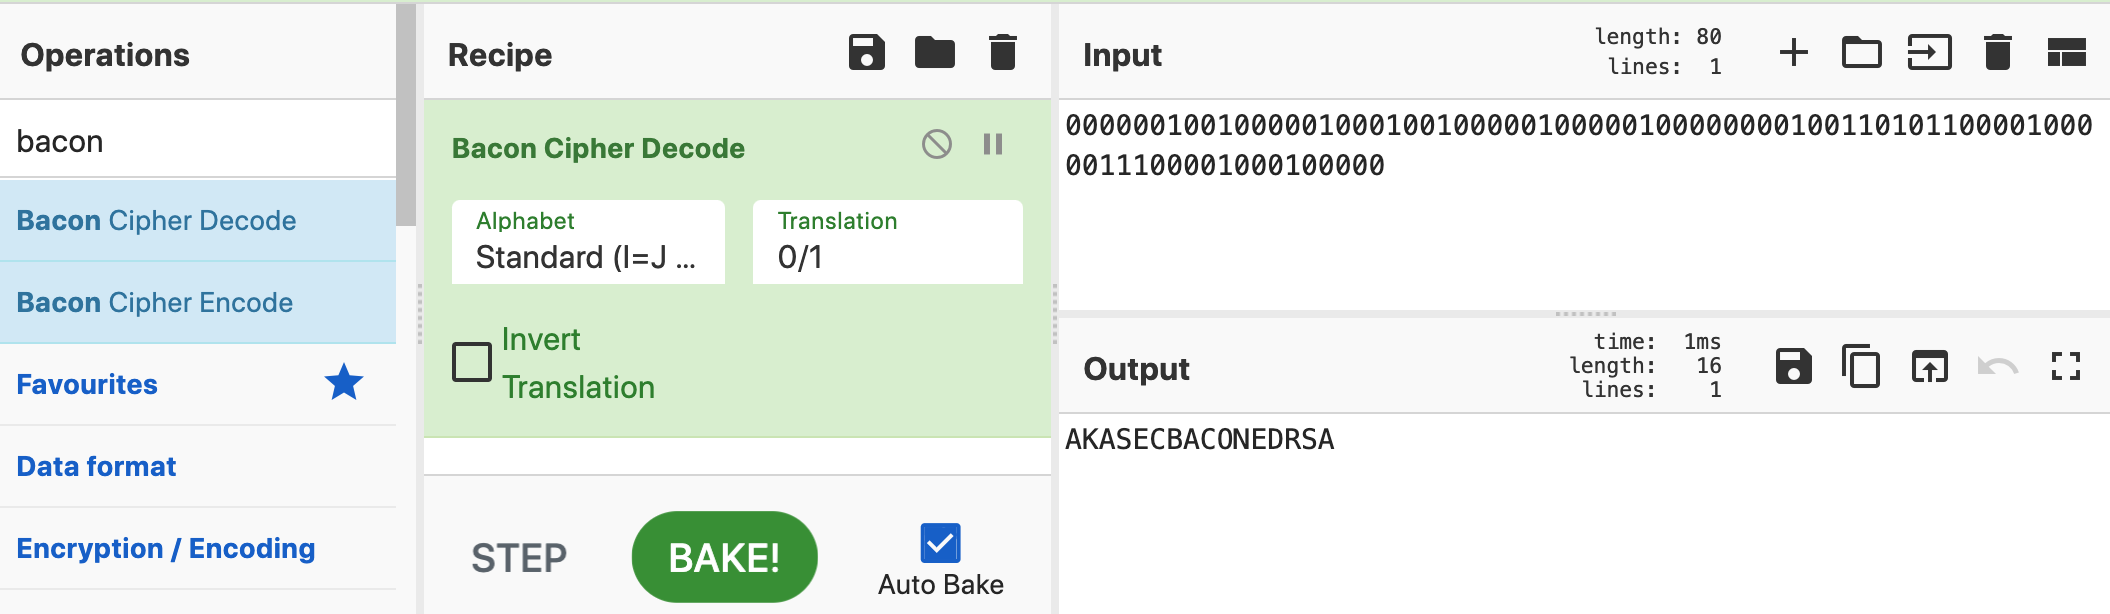 Operations
bacon
Bacon Cipher Decode
Bacon Cipher Encode
Favourites
Data format
Encryption / Encoding
Recipe
Bacon Cipher Decode
Alphabet
Standard (I=J ...
Translation
0/1
Invert
Translation
STEP
BAKE!
Auto Bake
Input
length: 80
lines: 1
0000001001000001000100100000100000100000000100110101100001000
0011100001000100000
Output
time: 1ms
length: 16
lines: 1
AKASECBACONEDRSA